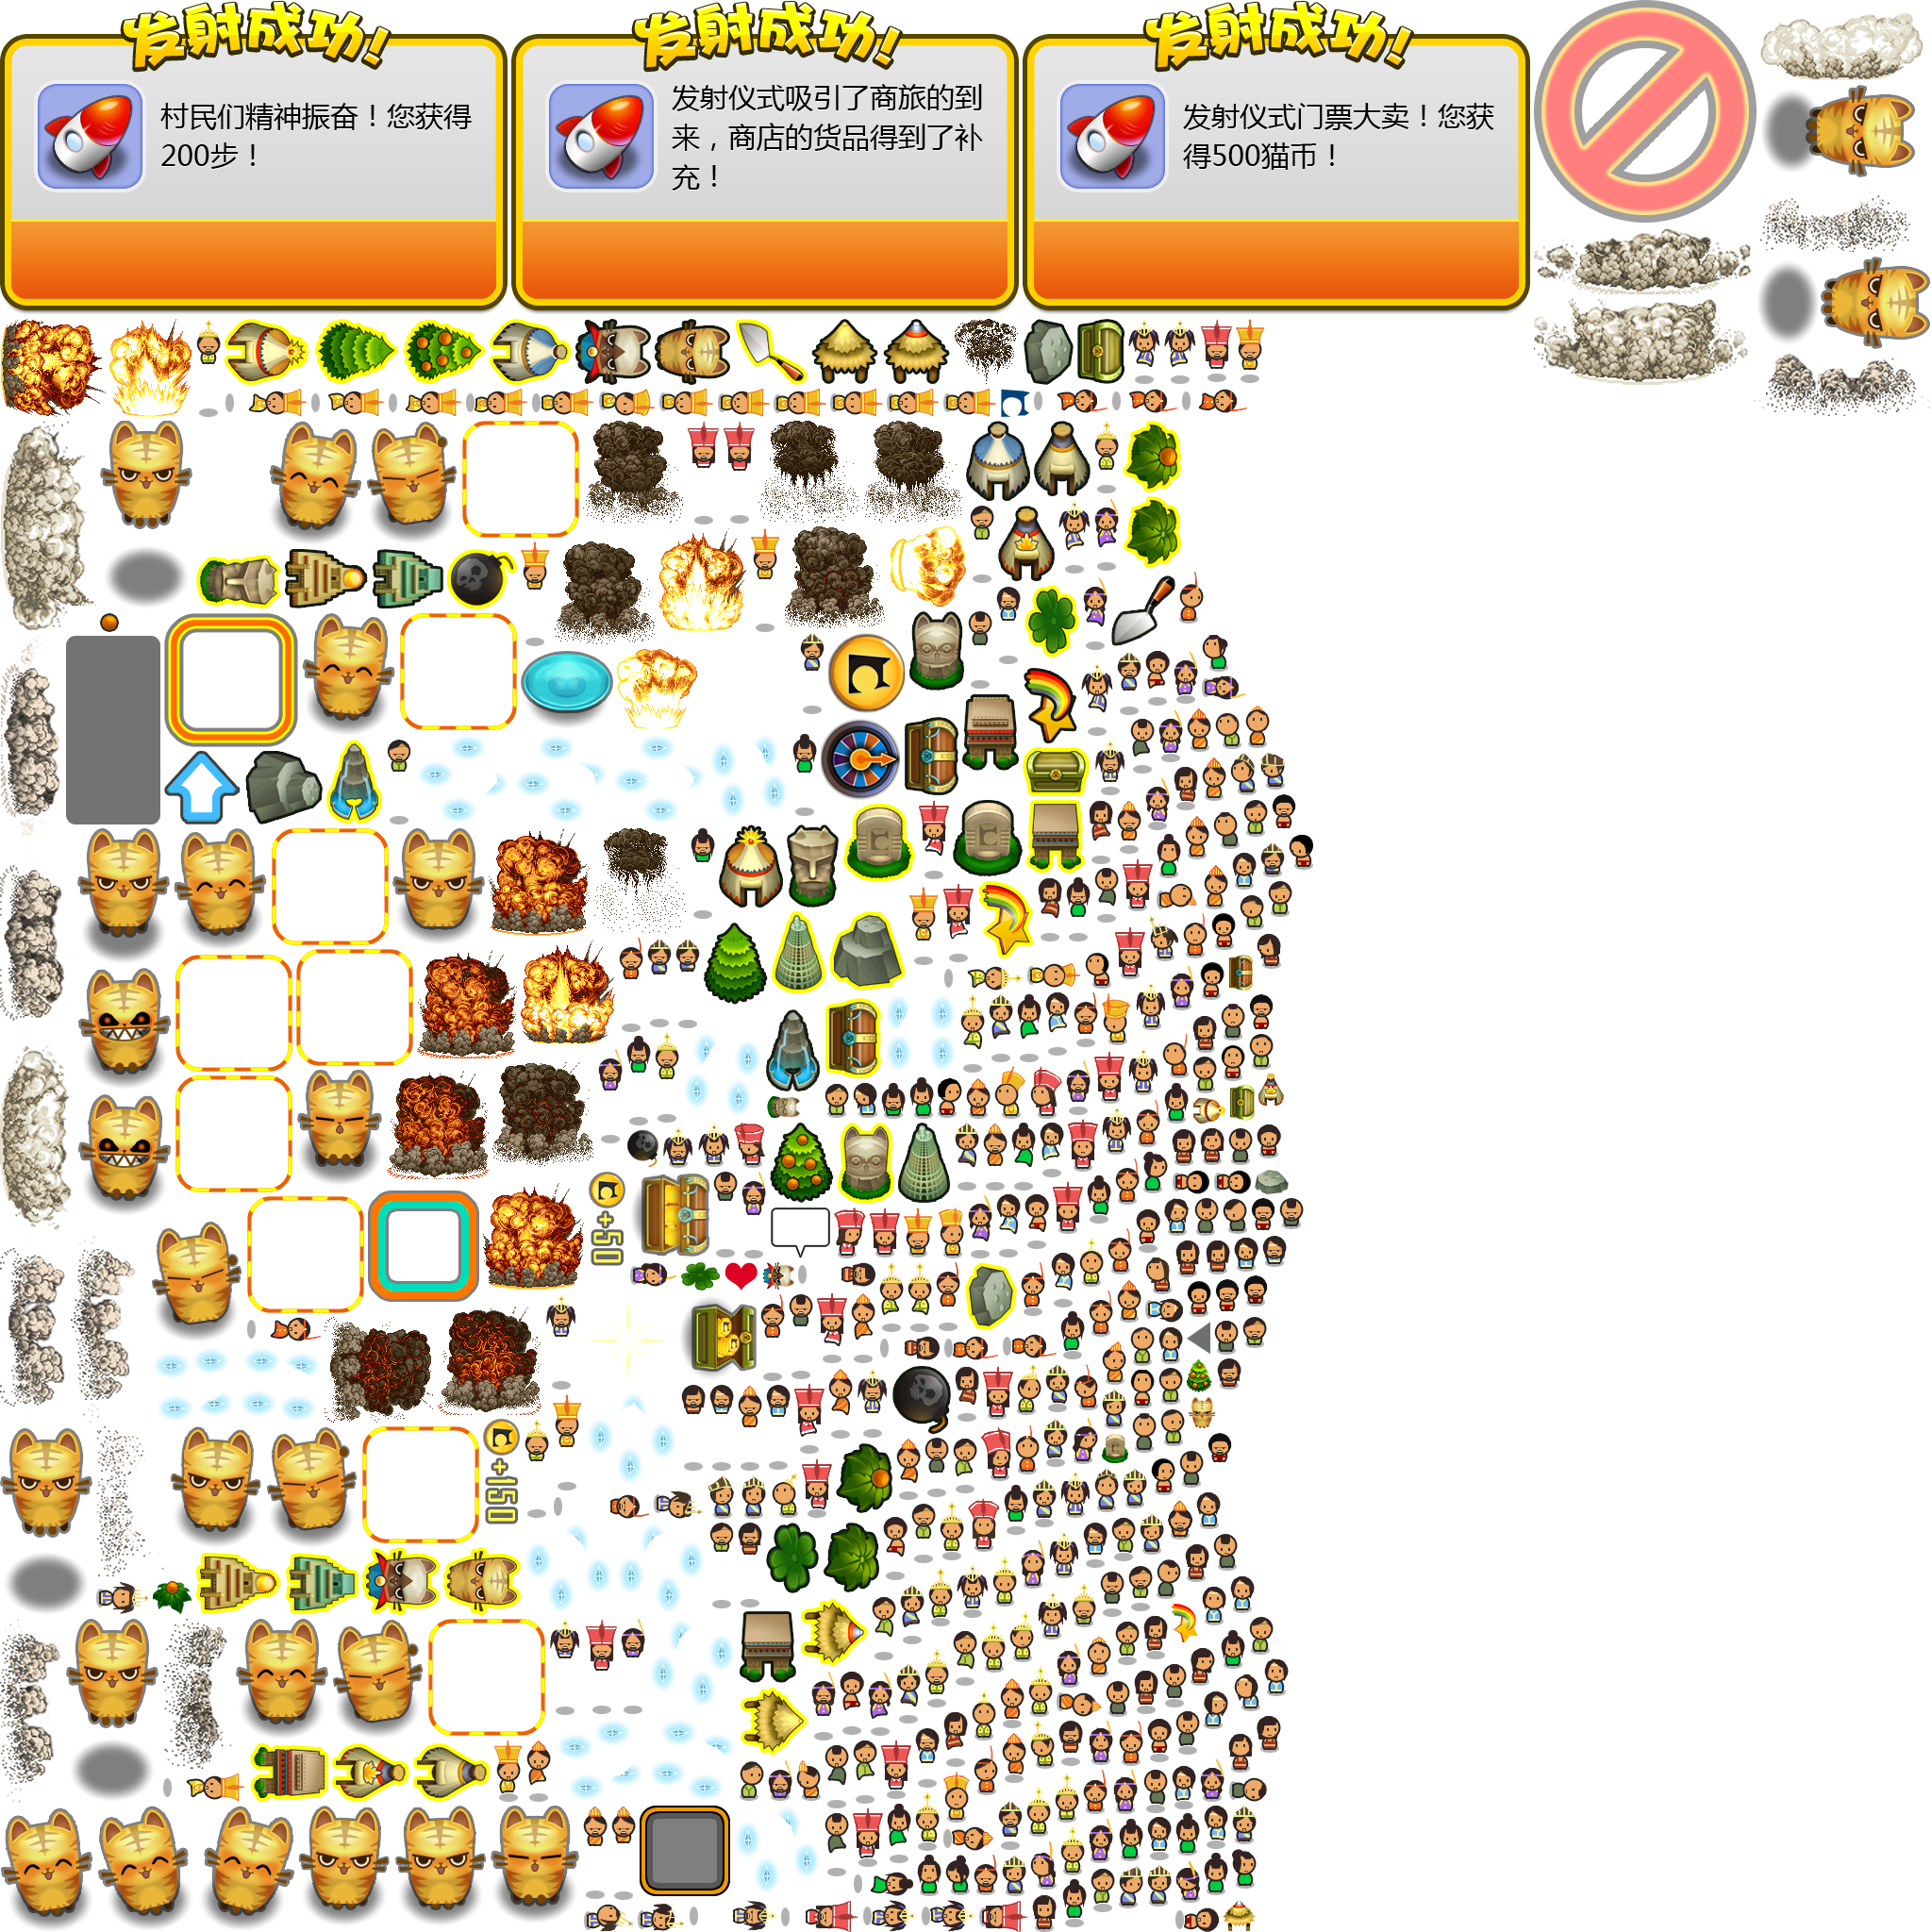 发射成功!
村民们精神振奋！您获得
200步！
发射成功!
发射仪式吸引了商旅的到
来，商店的货品得到了补
充！
发射成功!
发射仪式门票大卖！您获
得500猫币！
+50
+150